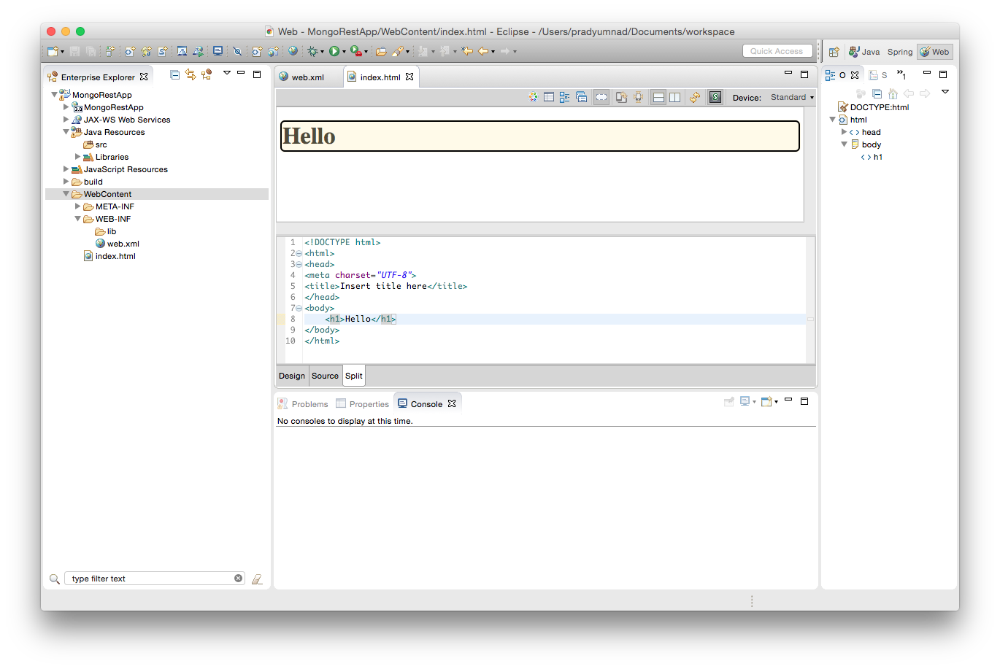 Web - MongoRestApp/WebContent/index.html - Eclipse - /Users/pradyumnad/Documents/workspace
Quick Access
Java
Spring
Web
Enterprise Explorer
MongoRestApp
3.0 MongoRestApp
JAX-WS Web Services
Java Resources
src
Libraries
JavaScript Resources
build
WebContent
META-INF
WEB-INF
lib
web.xml
index.html
type filter text
web.xml
index.html
Device: Standard
Hello
1 <!DOCTYPE html>
2 <html>
3 <head>
4 <meta charset="UTF-8">
5 <title>Insert title here</title>
6 </head>
7 <body>
8 <h1>Hello</h1>
9 </body>
10 </html>
Design Source Split
Problems Properties Console
No consoles to display at this time.
O S »1
DOCTYPE:html
html
<> head
body
<> h1